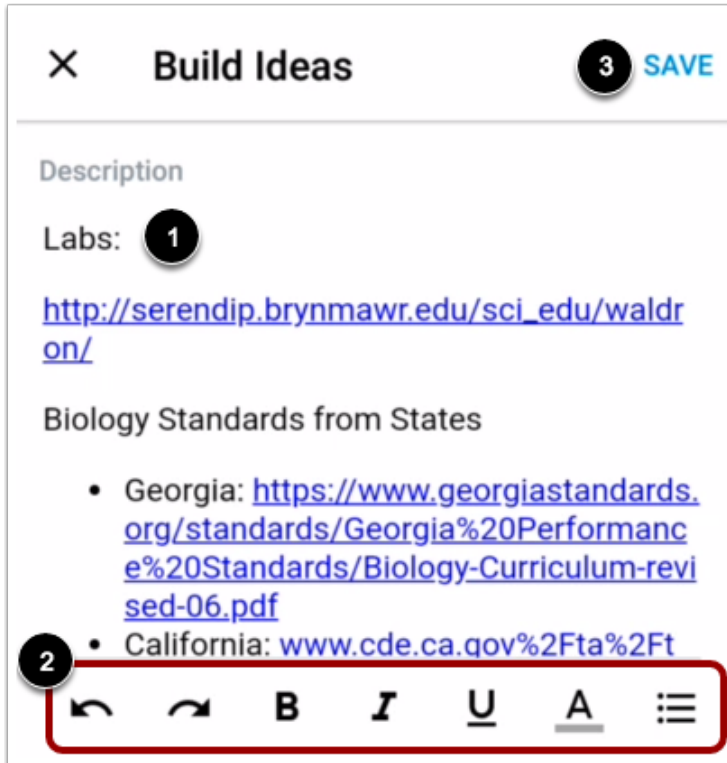 Build Ideas 3 SAVE
Description
Labs: 1
http://serendip.brynmawr.edu/sci_edu/waldr
on/
Biology Standards from States
• Georgia: https://www.georgiastandards.
org/standards/Georgia%20Performanc
e%20Standards/Biology-Curriculum-revi
sed-06.pdf
• California: www.cde.ca.gov%2Fta%2Ft
2
B I U A